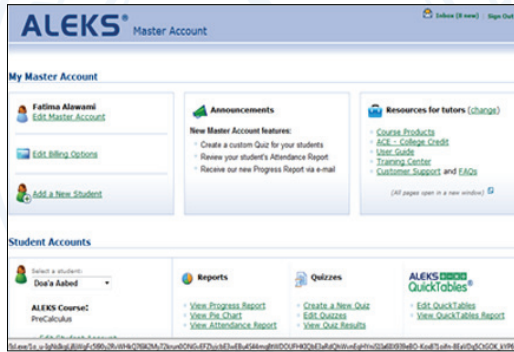 ALEKS® Master Account
Inbox (8 new) | Sign Out
My Master Account
Fatima Alawami
Edit Master Account
Edit Billing Options
Add a New Student
Announcements
New Master Account features:
Create a custom Quiz for your students
Review your student's Attendance Report
Receive our new Progress Report via e-mail
Resources for tutors (change)
Course Products
ACE - College Credit
User Guide
Training Center
Customer Support and FAQs
(All pages open in a new window)
Student Accounts
Select a student:
Doa'a Aabed
ALEKS Course:
PreCalculus
Edit Student Account
Reports
View Progress Report
View Pie Chart
View Attendance Report
Quizzes
Create a New Quiz
Edit Quizzes
View Quiz Results
ALEKS
QuickTables®
Edit QuickTables
View QuickTables Report